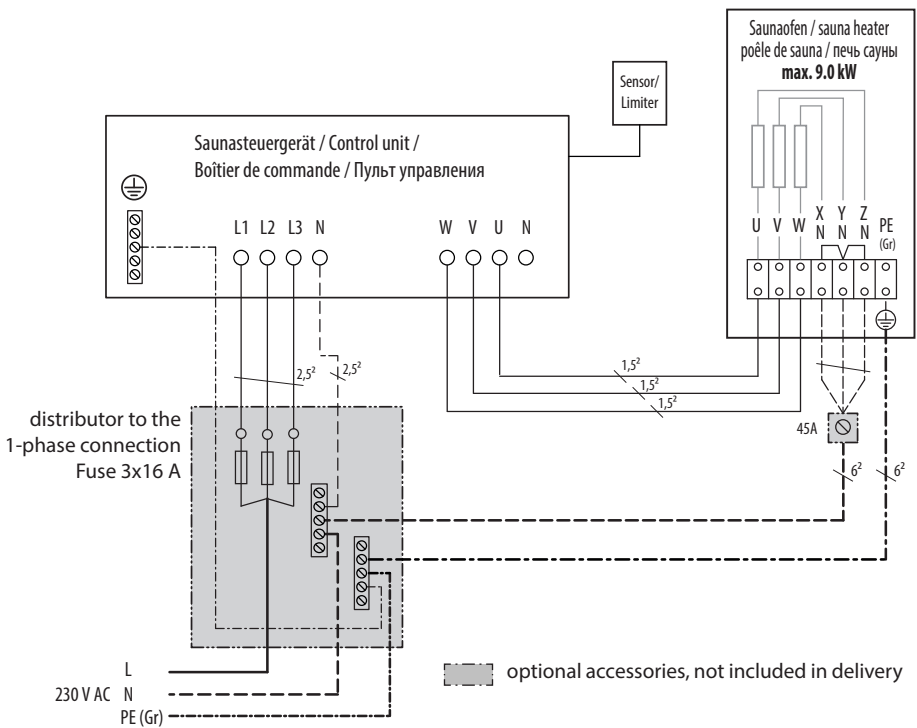 Saunaofen / sauna heater
poêle de sauna / печь сауны
max. 9.0 kW
Sensor/
Limiter
Saunasteuergerät / Control unit /
Boîtier de commande / Пульт управления
L1 L2 L3 N
W V U N
U V W X Y Z PE
N N N (Gr)
2,5² 2,5²
1,5²
1,5²
1,5²
distributor to the
1-phase connection
Fuse 3x16 A
45A
6² 6²
L
230 V AC N
PE (Gr)
optional accessories, not included in delivery